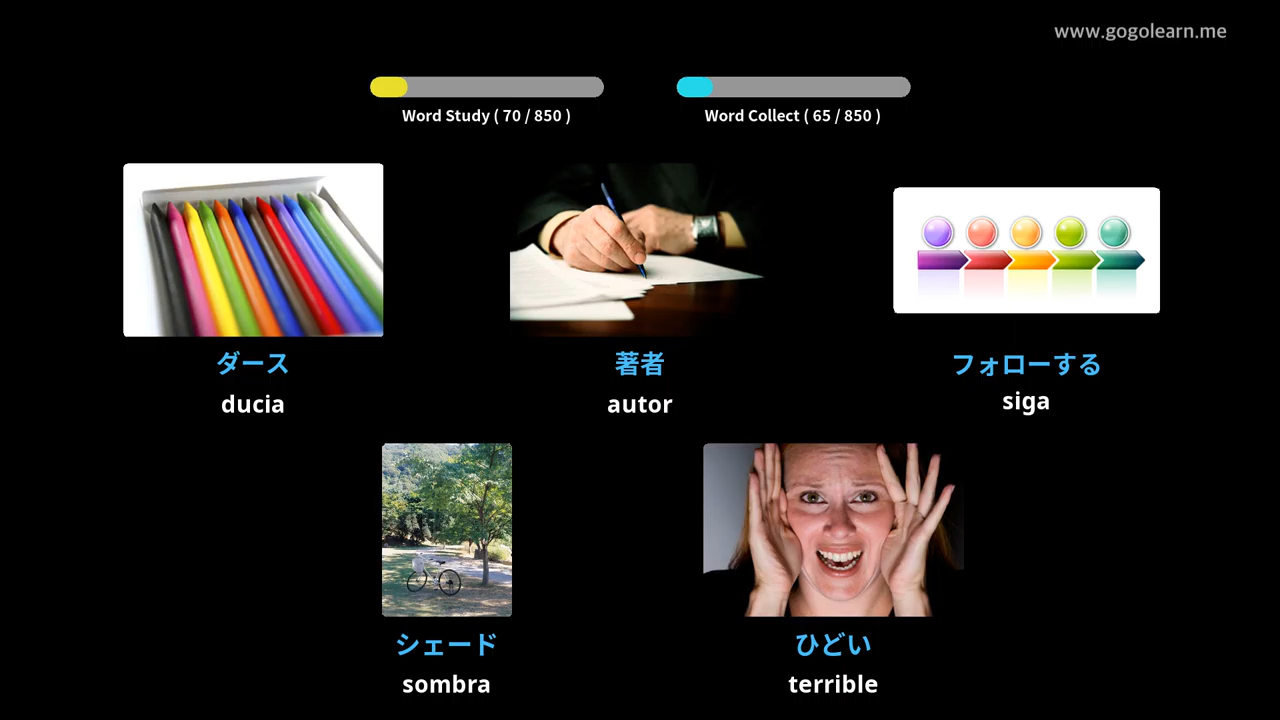 www.gogolearn.me
Word Study ( 70 / 850 )
Word Collect ( 65 / 850 )
ダース
ducia
著者
autor
フォローする
siga
シェード
sombra
ひどい
terrible